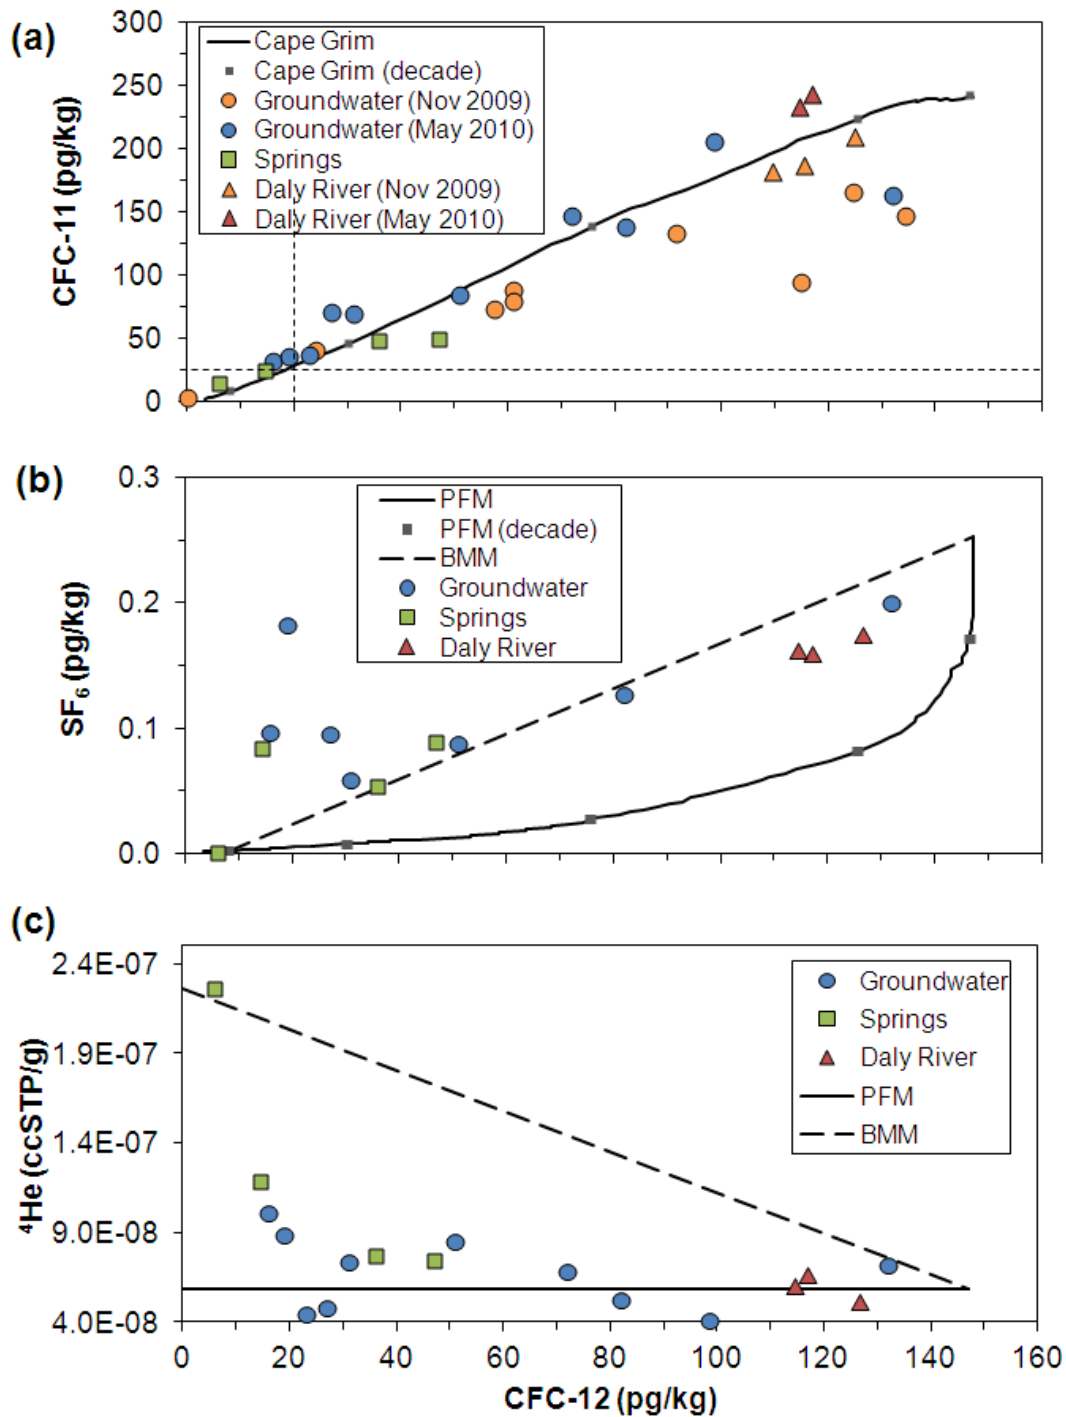 (a)
300
250
200
150
100
50
0
CFC-11 (pg/kg)
Cape Grim
Cape Grim (decade)
Groundwater (Nov 2009)
Groundwater (May 2010)
Springs
Daly River (Nov 2009)
Daly River (May 2010)
(b)
0.3
0.2
0.1
0.0
SF6 (pg/kg)
PFM
PFM (decade)
BMM
Groundwater
Springs
Daly River
(c)
2.4E-07
1.9E-07
1.4E-07
9.0E-08
4.0E-08
4He (ccSTP/g)
Groundwater
Springs
Daly River
PFM
BMM
0 20 40 60 80 100 120 140 160
CFC-12 (pg/kg)